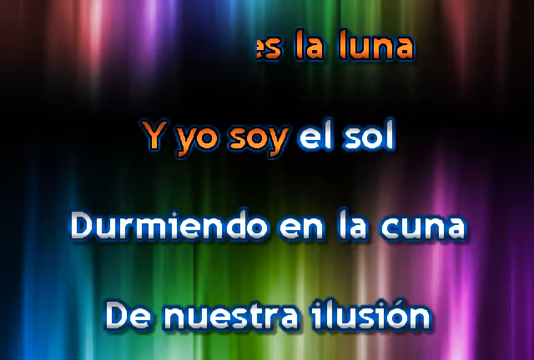 es la luna
Y yo soy el sol
Durmiendo en la cuna
De nuestra ilusión